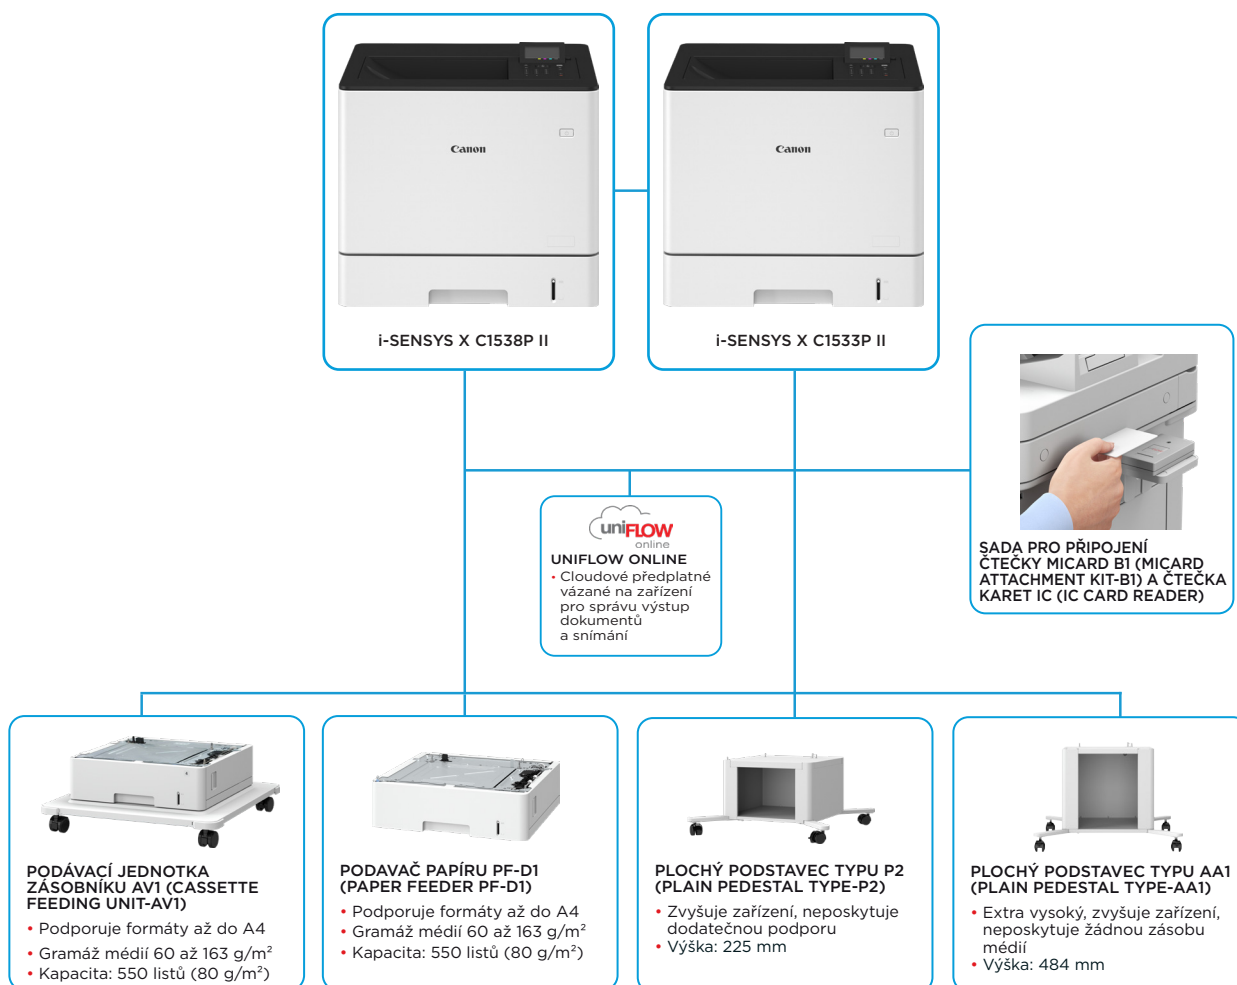 Canon
Canon
i-SENSYS X C1538P II
i-SENSYS X C1533P II
SADA PRO PŘIPOJENÍ
ČTEČKY MICARD B1 (MICARD
ATTACHMENT KIT-B1) A ČTEČKA
KARET IC (IC CARD READER)
uniFLOW
online
UNIFLOW ONLINE
• Cloudové předplatné
vázané na zařízení
pro správu výstup
dokumentů
a snímání
PODÁVACÍ JEDNOTKA
ZÁSOBNÍKU AV1 (CASSETTE
FEEDING UNIT-AV1)
• Podporuje formáty až do A4
• Gramáž médií 60 až 163 g/m²
• Kapacita: 550 listů (80 g/m²)
PODAVAČ PAPÍRU PF-D1
(PAPER FEEDER PF-D1)
• Podporuje formáty až do A4
• Gramáž médií 60 až 163 g/m²
• Kapacita: 550 listů (80 g/m²)
PLOCHÝ PODSTAVEC TYPU P2
(PLAIN PEDESTAL TYPE-P2)
• Zvyšuje zařízení, neposkytuje
dodatečnou podporu
• Výška: 225 mm
PLOCHÝ PODSTAVEC TYPU AA1
(PLAIN PEDESTAL TYPE-AA1)
• Extra vysoký, zvyšuje zařízení,
neposkytuje žádnou zásobu
médií
• Výška: 484 mm